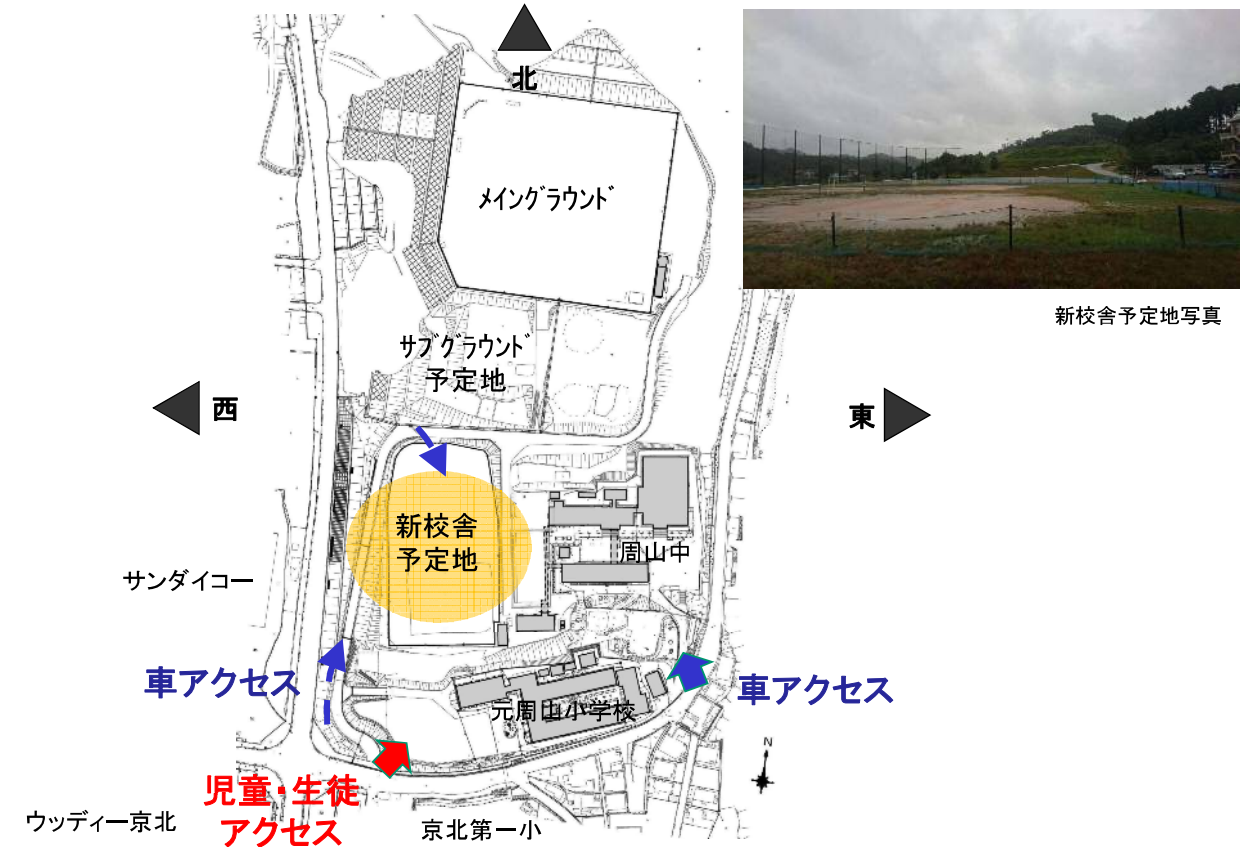 北
メイングラウンド
新校舎予定地写真
サブグラウンド
予定地
西
東
新校舎
予定地
周山中
サンダイコー
車アクセス
車アクセス
元周山小学校
N
児童・生徒
アクセス
ウッディー京北
京北第一小